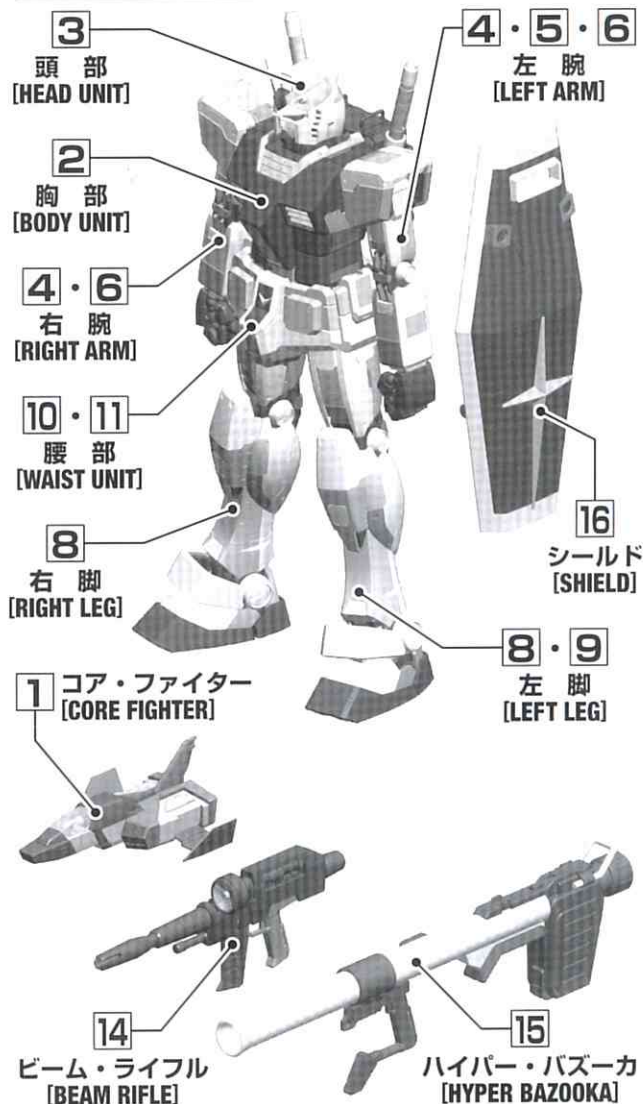 3
頭部
[HEAD UNIT]
4・5・6
左腕
[LEFT ARM]
2
胸部
[BODY UNIT]
4・6
右腕
[RIGHT ARM]
10・11
腰部
[WAIST UNIT]
16
シールド
[SHIELD]
8
右脚
[RIGHT LEG]
8・9
左脚
[LEFT LEG]
1 コア・ファイター
[CORE FIGHTER]
14
ビーム・ライフル
[BEAM RIFLE]
15
ハイパー・バズーカ
[HYPER BAZOOKA]